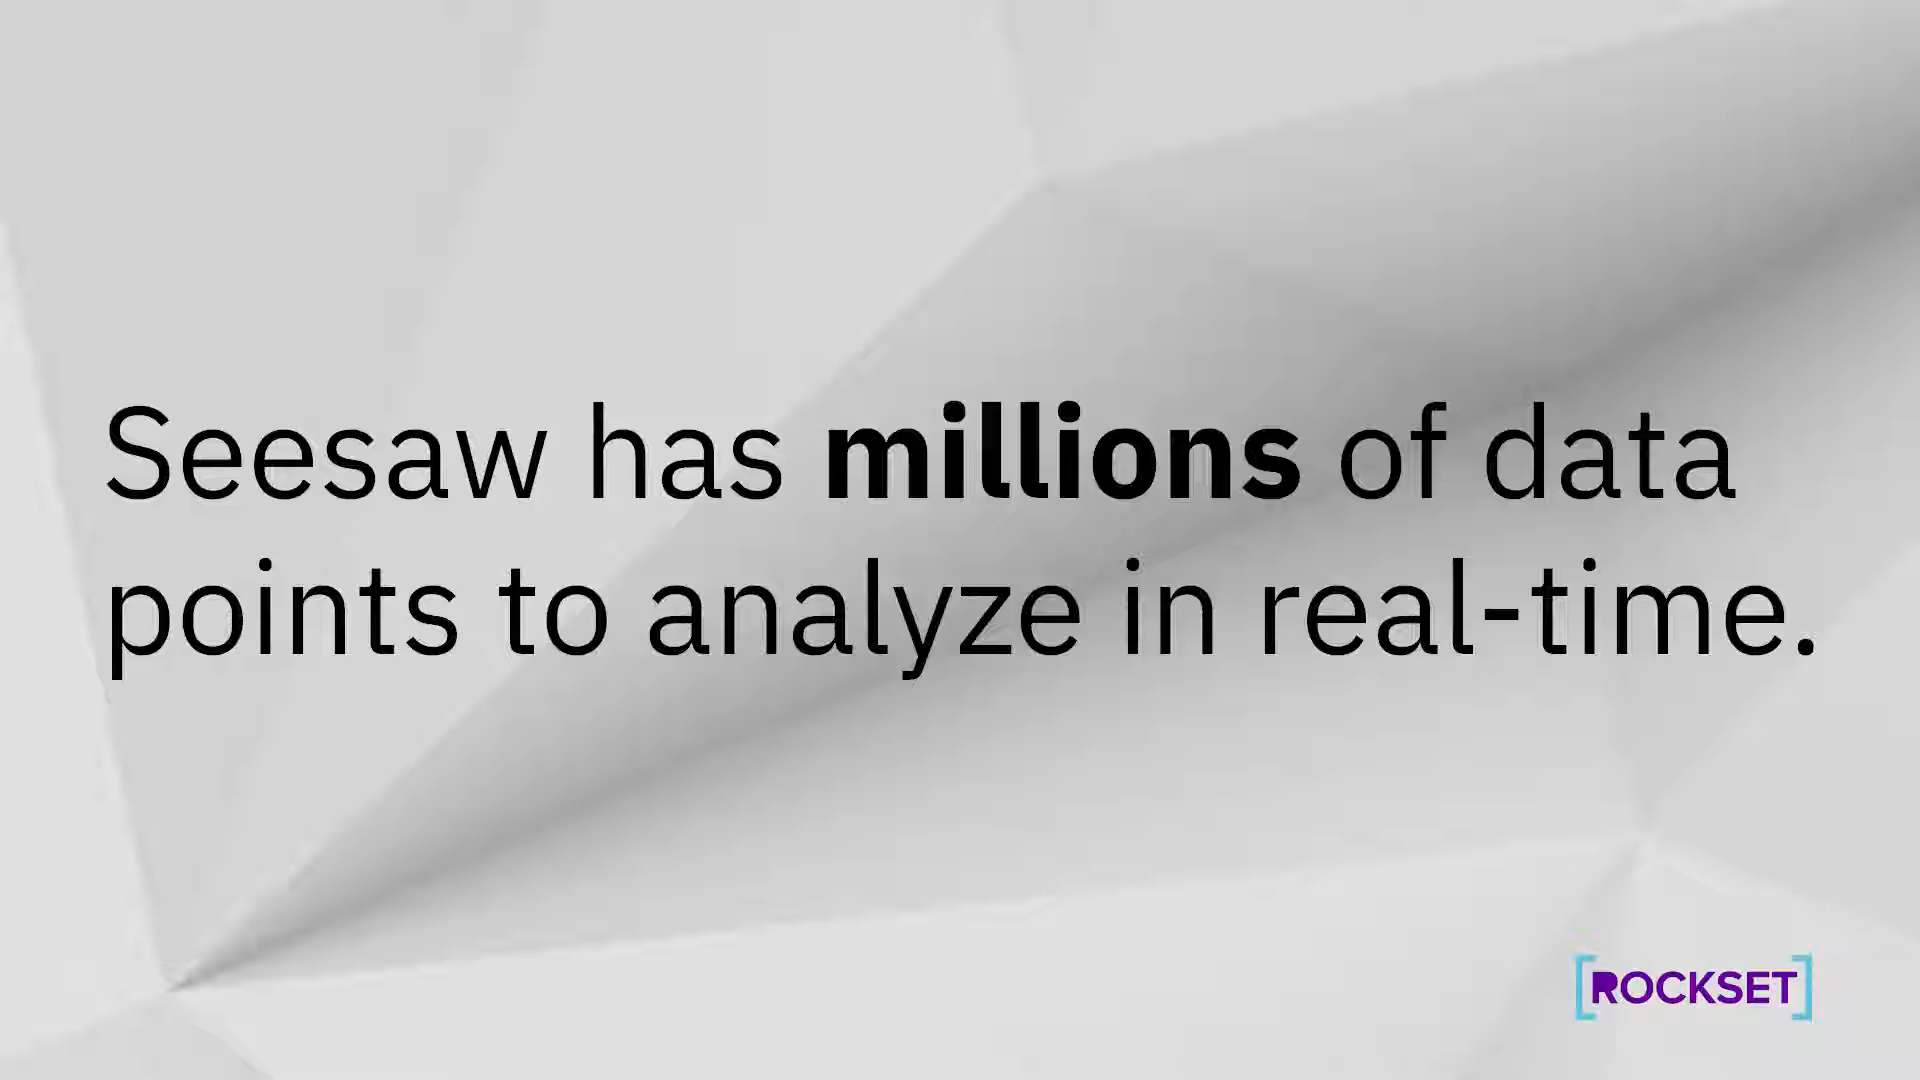 Seesaw has millions of data
points to analyze in real-time.
[ROCKSET]